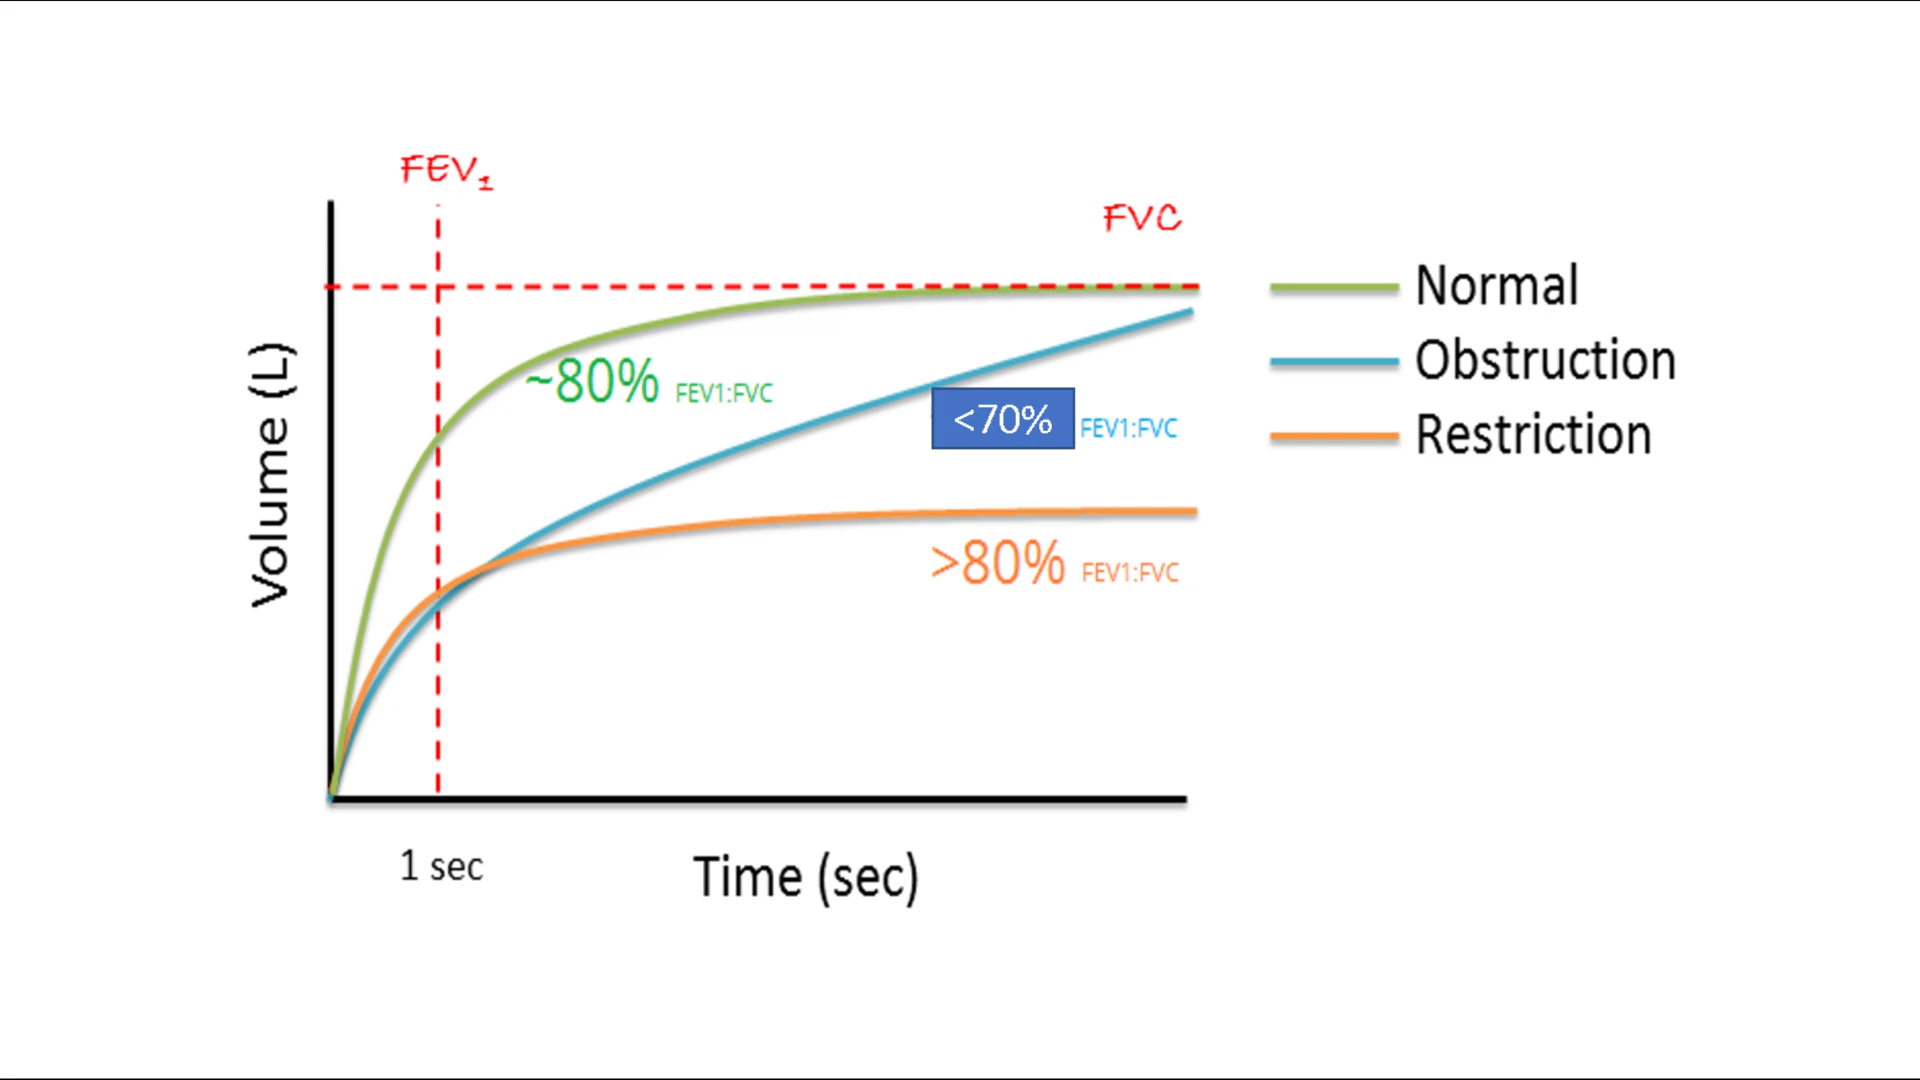 FEV₁
FVC
Volume (L)
~80% FEV1:FVC
<70% FEV1:FVC
>80% FEV1:FVC
1 sec
Time (sec)
Normal
Obstruction
Restriction